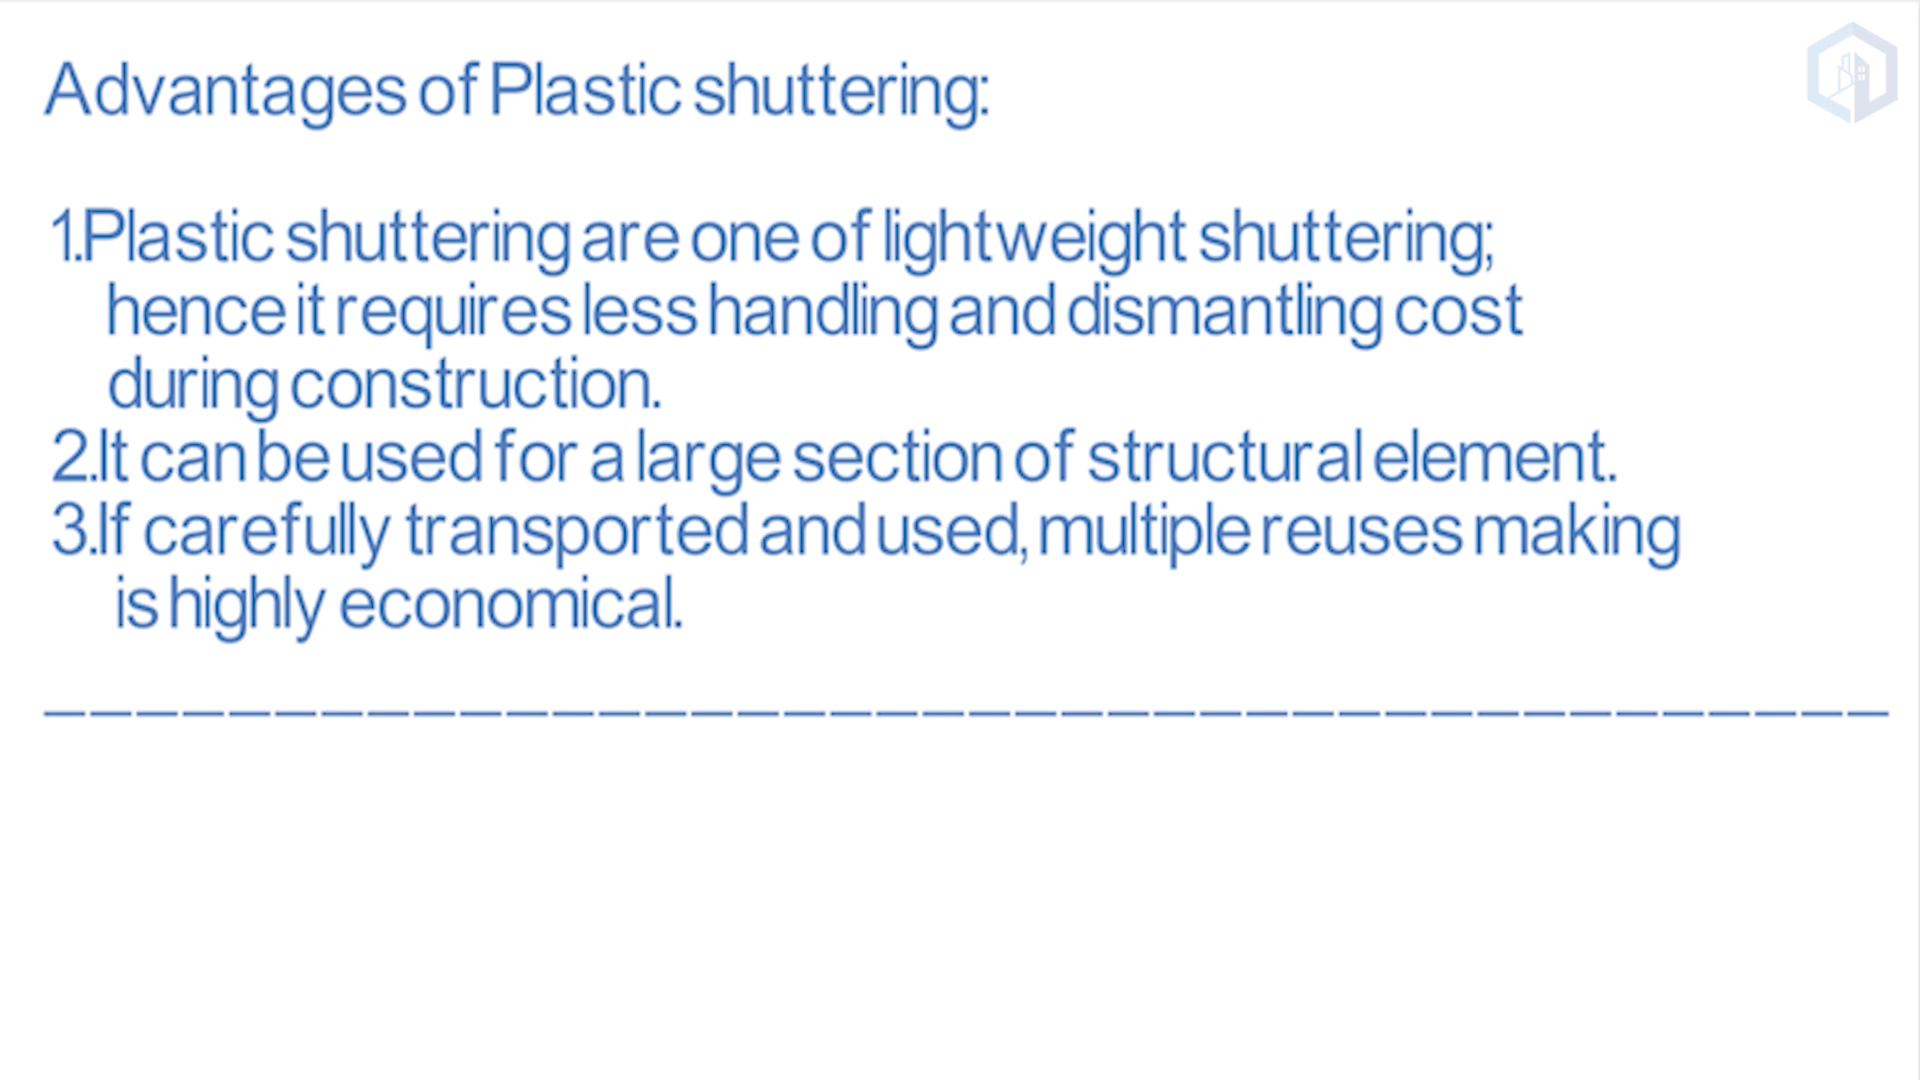 Advantages of Plastic shuttering:
1.Plastic shuttering are one of lightweight shuttering;
hence it requires less handling and dismantling cost
during construction.
2.It can be used for a large section of structural element.
3.If carefully transported and used, multiple reuses making
is highly economical.